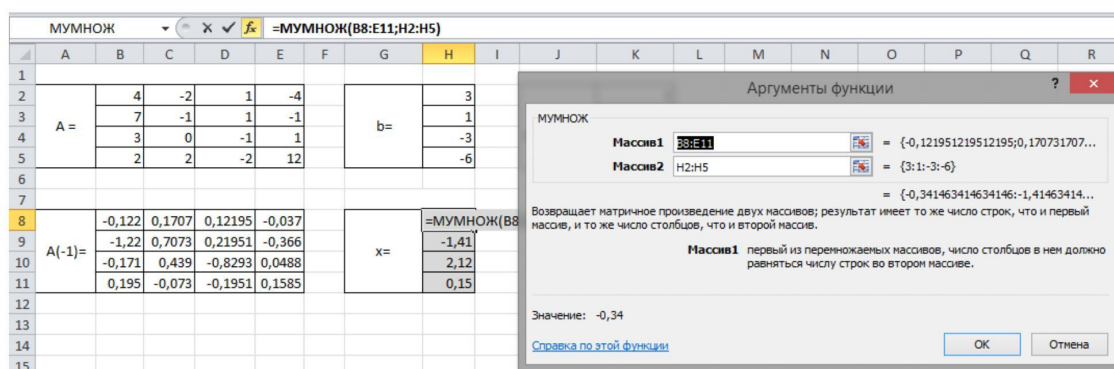 МУМНОЖ fx =МУМНОЖ(B8:E11;H2:H5)
A B C D E F G H I J K L M N O P Q R
1
2 4 -2 1 -4 3
3 7 -1 1 -1 1
A = b=
4 3 0 -1 1 -3
5 2 2 -2 12 -6
6
7
8 -0,122 0,1707 0,12195 -0,037 =МУМНОЖ(B8
9 -1,22 0,7073 0,21951 -0,366 -1,41
A(-1)= x=
10 -0,171 0,439 -0,8293 0,0488 2,12
11 0,195 -0,073 -0,1951 0,1585 0,15
12
13
14
15
Аргументы функции ? ×
МУМНОЖ
Массив1 B8:E11 = {-0,121951219512195;0,170731707...
Массив2 H2:H5 = {3:1:-3:-6}
= {-0,341463414634146:-1,41463414...
Возвращает матричное произведение двух массивов; результат имеет то же число строк, что и первый
массив, и то же число столбцов, что и второй массив.
Массив1 первый из перемножаемых массивов, число столбцов в нем должно
равняться числу строк во втором массиве.
Значение: -0,34
Справка по этой функции OK Отмена